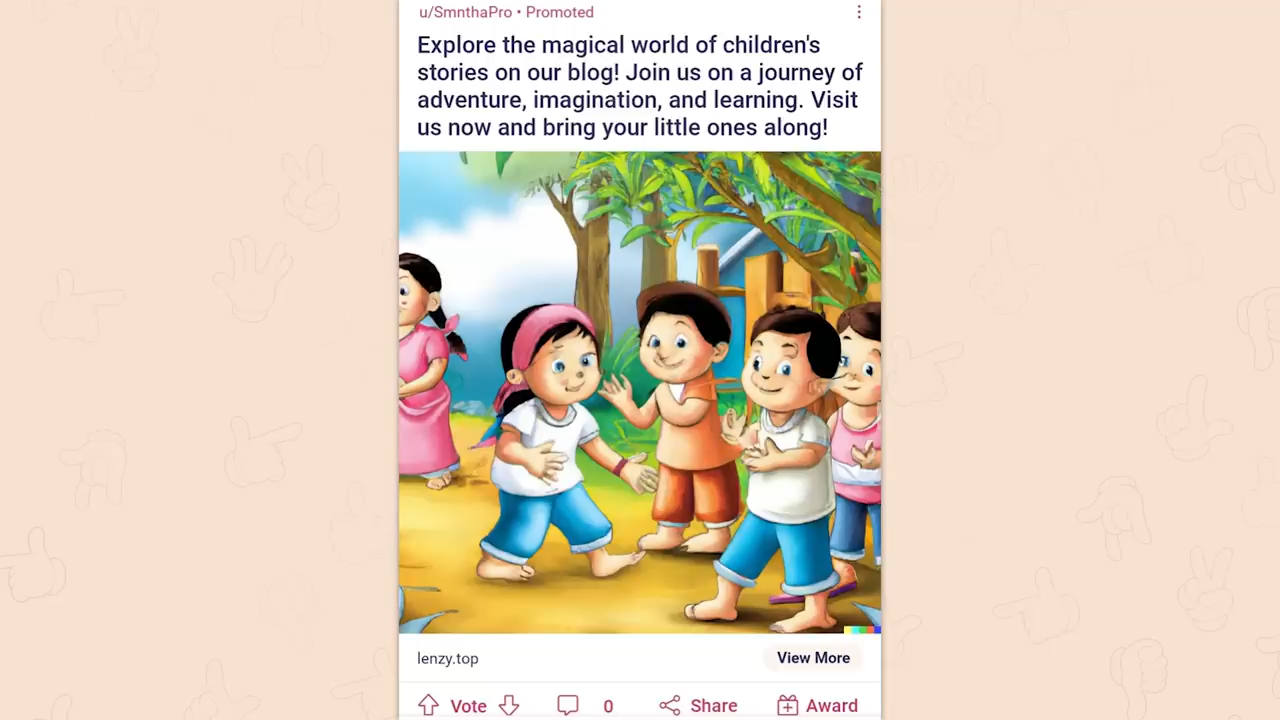 u/SmnthaPro • Promoted
Explore the magical world of children's
stories on our blog! Join us on a journey of
adventure, imagination, and learning. Visit
us now and bring your little ones along!
lenzy.top
View More
Vote
0
Share
Award